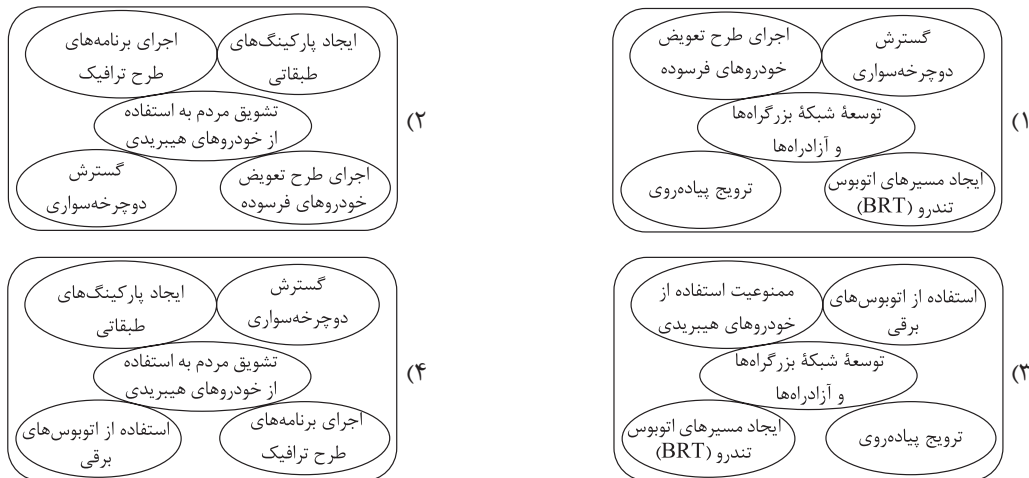 ۱)
اجرای طرح تعویض
خودروهای فرسوده
گسترش
دوچرخه‌سواری
توسعهٔ شبکهٔ بزرگراه‌ها
و آزادراه‌ها
ایجاد مسیرهای اتوبوس
تندرو (BRT)
ترویج پیاده‌روی
۲)
ایجاد پارکینگ‌های
طبقاتی
اجرای برنامه‌های
طرح ترافیک
تشویق مردم به استفاده
از خودروهای هیبریدی
اجرای طرح تعویض
خودروهای فرسوده
گسترش
دوچرخه‌سواری
۳)
استفاده از اتوبوس‌های
برقی
ممنوعیت استفاده از
خودروهای هیبریدی
توسعهٔ شبکهٔ بزرگراه‌ها
و آزادراه‌ها
ترویج پیاده‌روی
ایجاد مسیرهای اتوبوس
تندرو (BRT)
۴)
گسترش
دوچرخه‌سواری
ایجاد پارکینگ‌های
طبقاتی
تشویق مردم به استفاده
از خودروهای هیبریدی
اجرای برنامه‌های
طرح ترافیک
استفاده از اتوبوس‌های
برقی